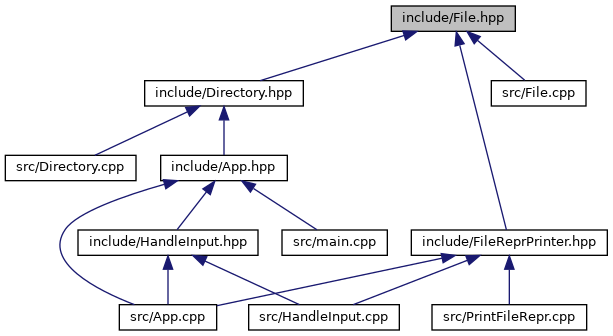 include/File.hpp
include/Directory.hpp
src/File.cpp
src/Directory.cpp
include/App.hpp
include/HandleInput.hpp
src/main.cpp
include/FileReprPrinter.hpp
src/App.cpp
src/HandleInput.cpp
src/PrintFileRepr.cpp